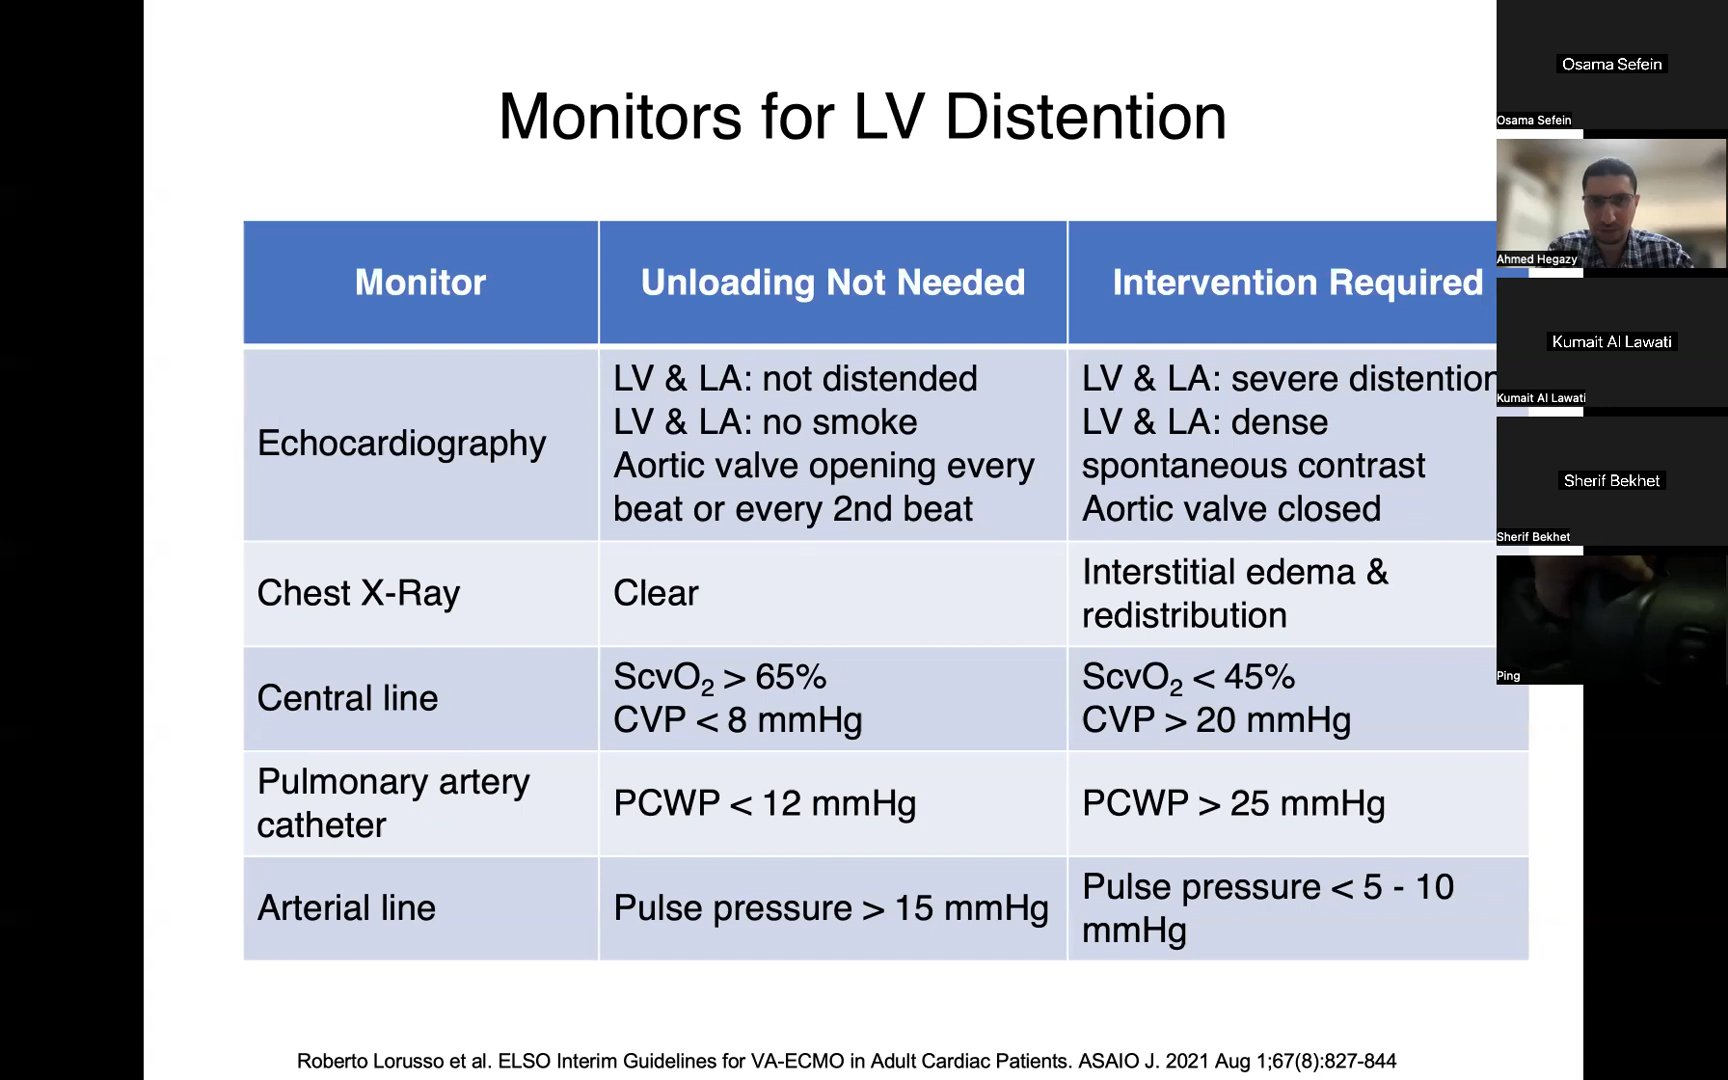 Monitors for LV Distention
Monitor
Unloading Not Needed
Intervention Required
Echocardiography
LV & LA: not distended
LV & LA: no smoke
Aortic valve opening every
beat or every 2nd beat
LV & LA: severe distention
LV & LA: dense
spontaneous contrast
Aortic valve closed
Chest X-Ray
Clear
Interstitial edema &
redistribution
Central line
ScvO₂ > 65%
CVP < 8 mmHg
ScvO₂ < 45%
CVP > 20 mmHg
Pulmonary artery
catheter
PCWP < 12 mmHg
PCWP > 25 mmHg
Arterial line
Pulse pressure > 15 mmHg
Pulse pressure < 5 - 10
mmHg
Roberto Lorusso et al. ELSO Interim Guidelines for VA-ECMO in Adult Cardiac Patients. ASAIO J. 2021 Aug 1;67(8):827-844
Osama Sefein
Osama Sefein
Ahmed Hegazy
Kumait Al Lawati
Kumait Al Lawati
Sherif Bekhet
Sherif Bekhet
Ping